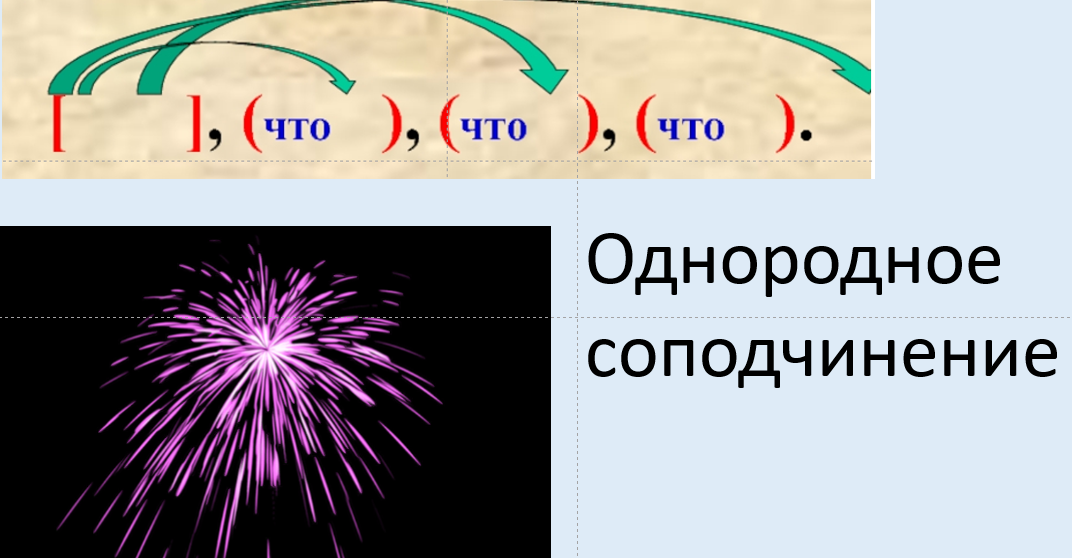 [ ], (что ), (что ), (что ).
Однородное
соподчинение